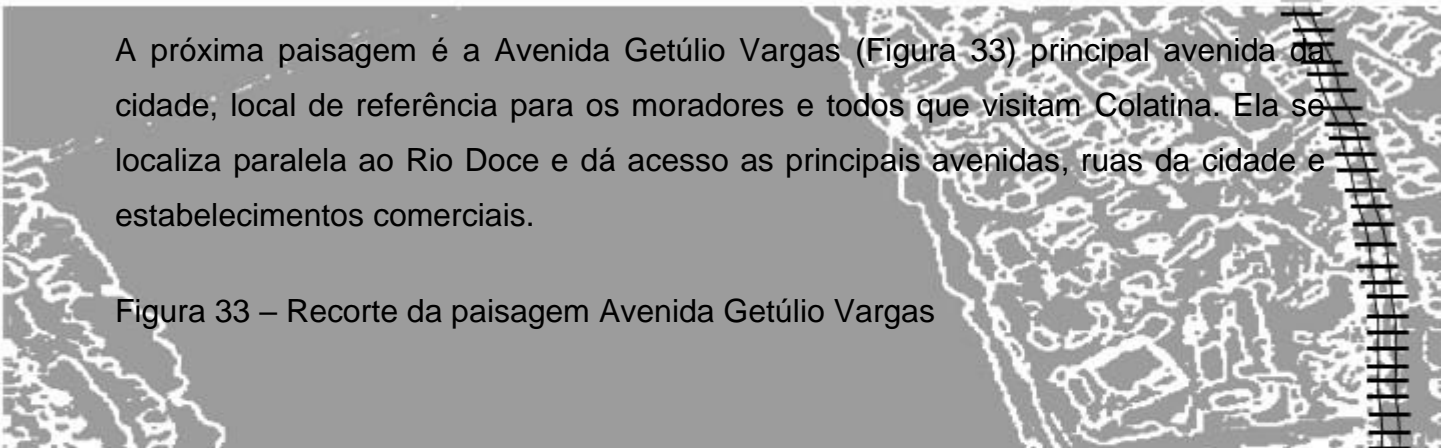 A próxima paisagem é a Avenida Getúlio Vargas (Figura 33) principal avenida da
cidade, local de referência para os moradores e todos que visitam Colatina. Ela se
localiza paralela ao Rio Doce e dá acesso as principais avenidas, ruas da cidade e
estabelecimentos comerciais.
Figura 33 – Recorte da paisagem Avenida Getúlio Vargas